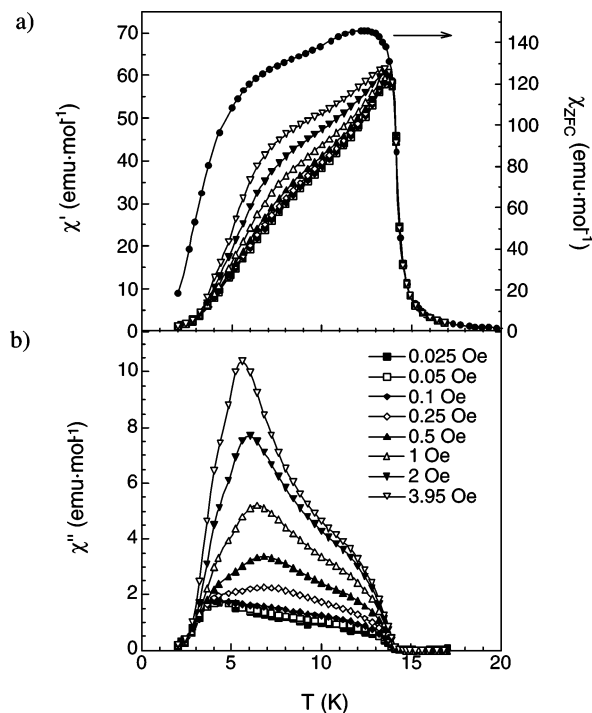 a)
70
60
50
40
30
20
10
0
χ' (emu·mol⁻¹)
140
120
100
80
60
40
20
0
χZFC (emu·mol⁻¹)
b)
10
8
6
4
2
0
χ" (emu·mol⁻¹)
0.025 Oe
0.05 Oe
0.1 Oe
0.25 Oe
0.5 Oe
1 Oe
2 Oe
3.95 Oe
0 5 10 15 20
T (K)